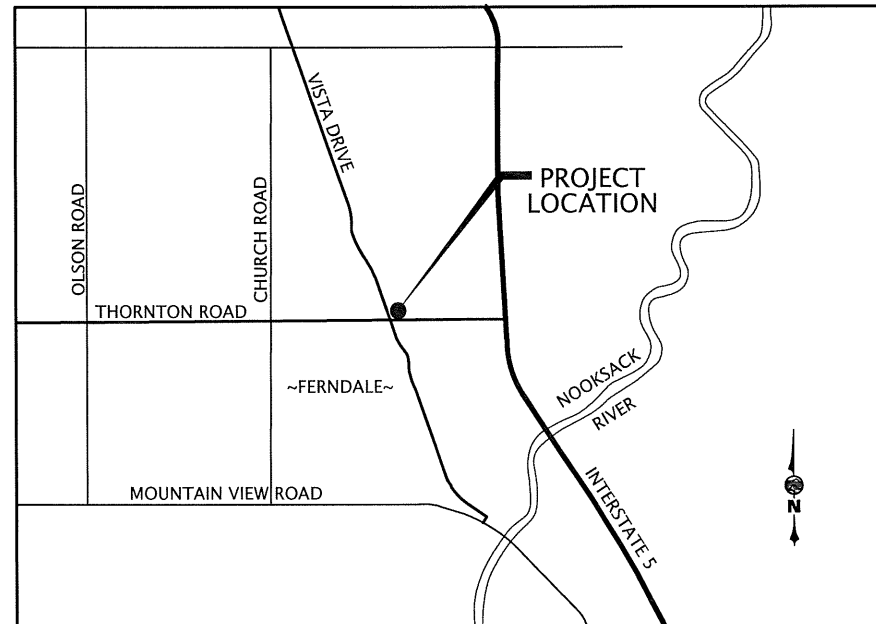 VISTA DRIVE
PROJECT
LOCATION
OLSON ROAD
CHURCH ROAD
THORNTON ROAD
~FERNDALE~
NOOKSACK
RIVER
MOUNTAIN VIEW ROAD
INTERSTATE 5
N